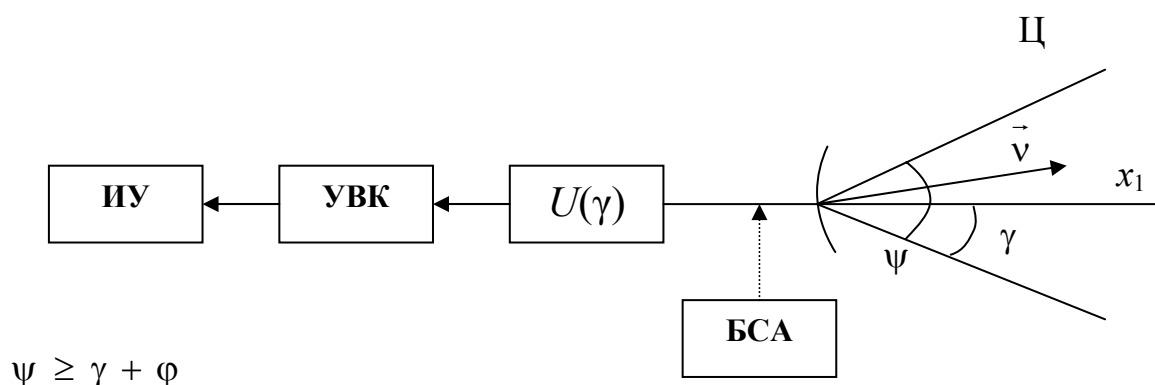 Ц
ν⃗
x₁
ИУ
УВК
U(γ)
γ
ψ
БСА
ψ ≥ γ + φ